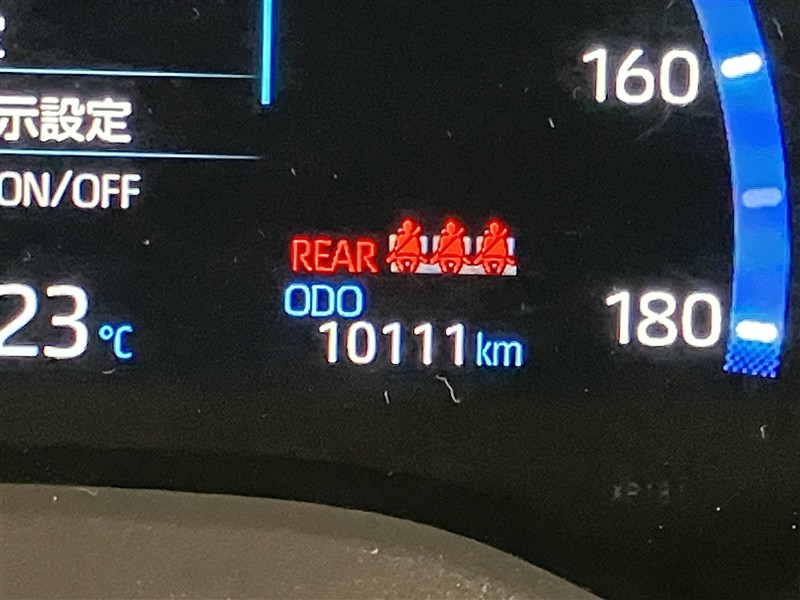 示設定
ON/OFF
23 ℃
REAR
ODO
10111 km
160
180